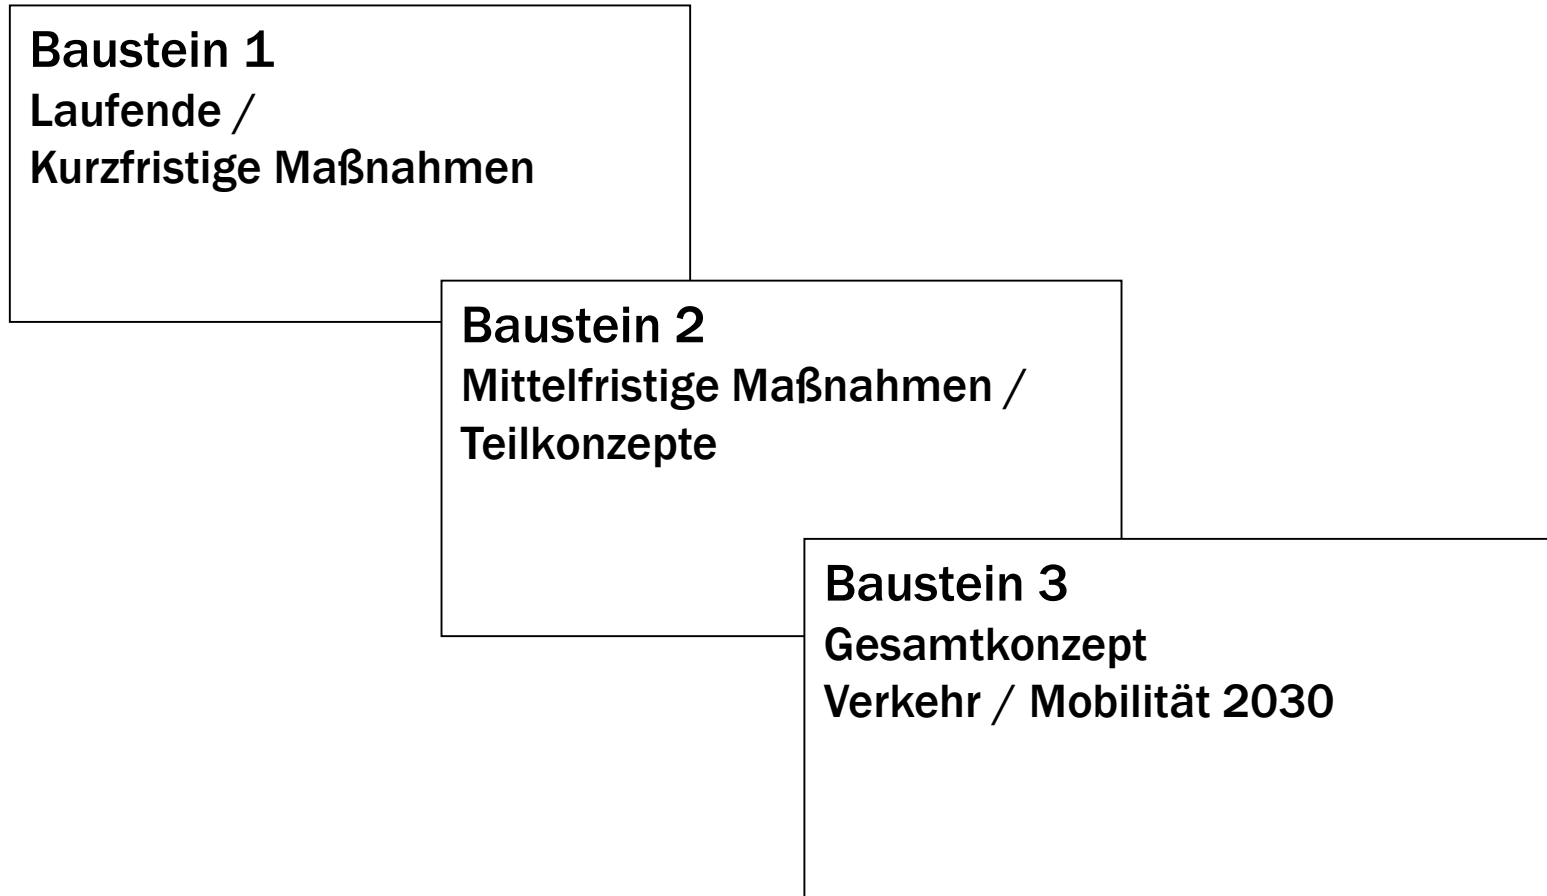 Baustein 1
Laufende /
Kurzfristige Maßnahmen
Baustein 2
Mittelfristige Maßnahmen /
Teilkonzepte
Baustein 3
Gesamtkonzept
Verkehr / Mobilität 2030